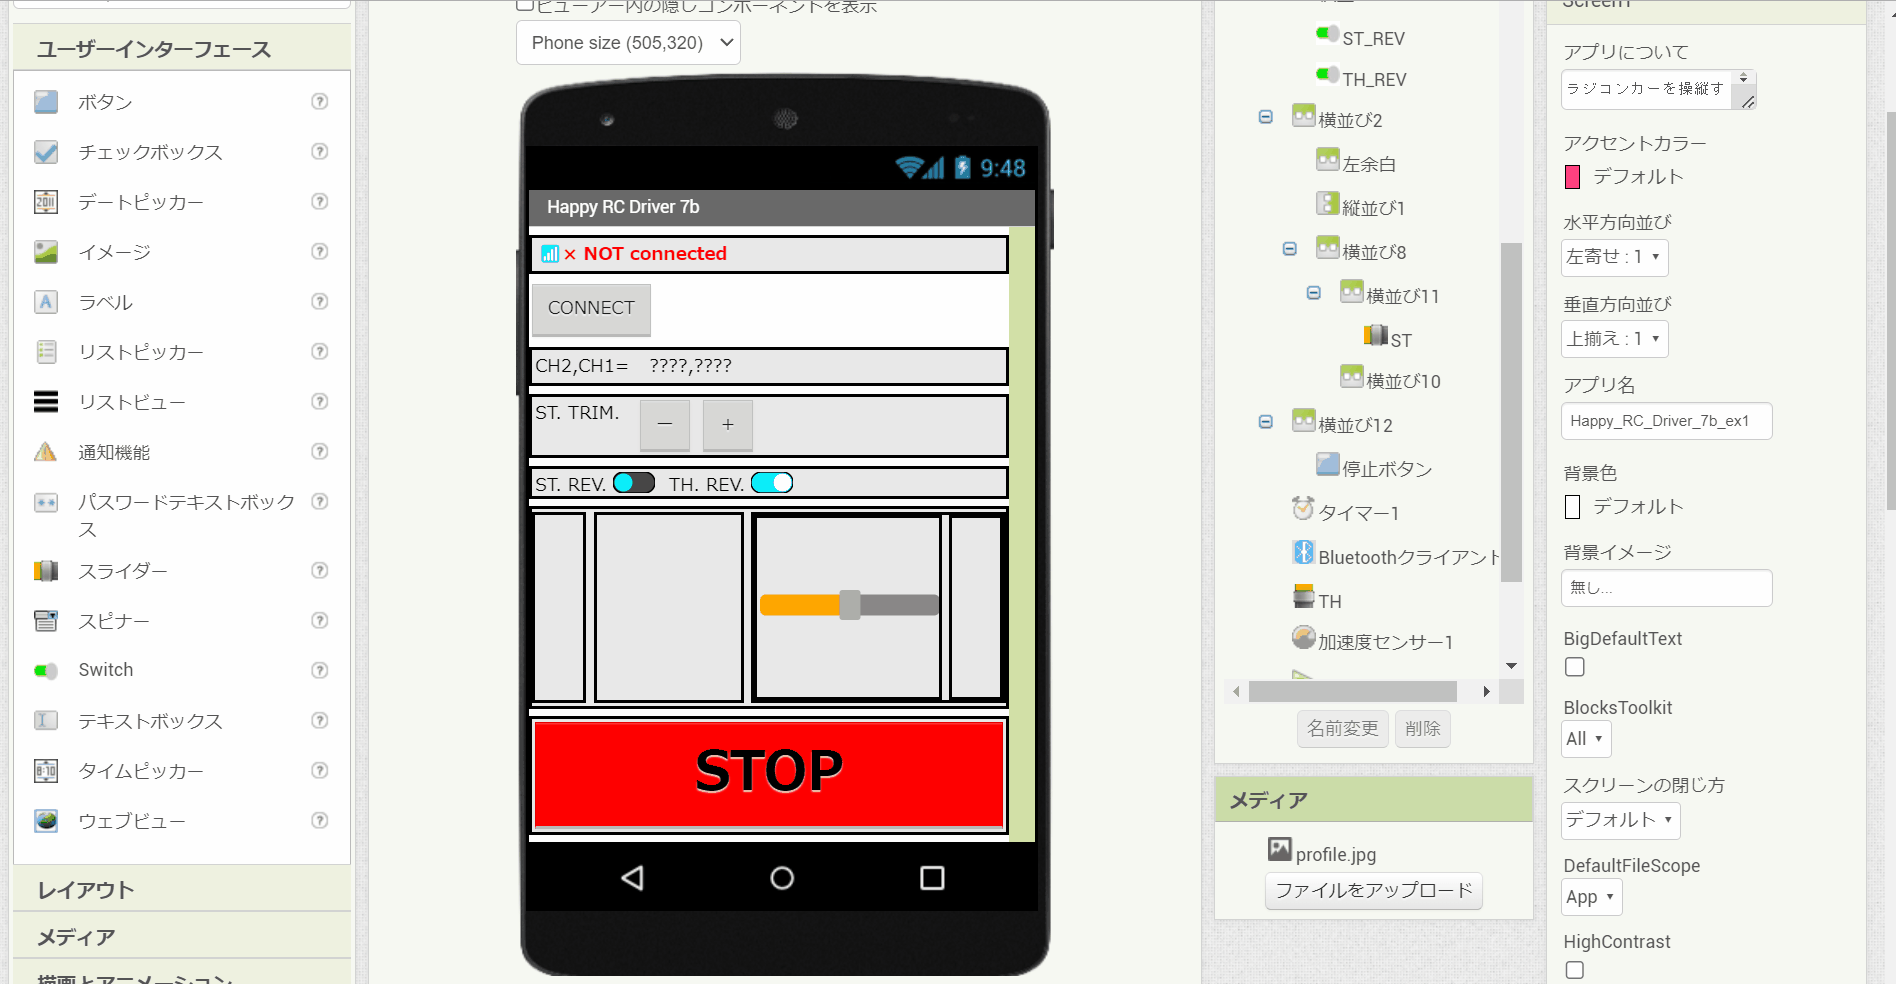 ユーザーインターフェース
ボタン
チェックボックス
デートピッカー
イメージ
ラベル
リストピッカー
リストビュー
通知機能
パスワードテキストボック
ス
スライダー
スピナー
Switch
テキストボックス
タイムピッカー
ウェブビュー
レイアウト
メディア
描画とアニメーション
ビューアー内の隠しコンポーネントを表示
Phone size (505,320)
9:48
Happy RC Driver 7b
× NOT connected
CONNECT
CH2,CH1= ????,????
ST. TRIM. － +
ST. REV. TH. REV.
STOP
ST_REV
TH_REV
横並び2
左余白
縦並び1
横並び8
横並び11
ST
横並び10
横並び12
停止ボタン
タイマー1
Bluetoothクライアント
TH
加速度センサー1
名前変更 削除
メディア
profile.jpg
ファイルをアップロード
Screen1
アプリについて
ラジコンカーを操縦す
アクセントカラー
デフォルト
水平方向並び
左寄せ : 1
垂直方向並び
上揃え : 1
アプリ名
Happy_RC_Driver_7b_ex1
背景色
デフォルト
背景イメージ
無し...
BigDefaultText
BlocksToolkit
All
スクリーンの閉じ方
デフォルト
DefaultFileScope
App
HighContrast